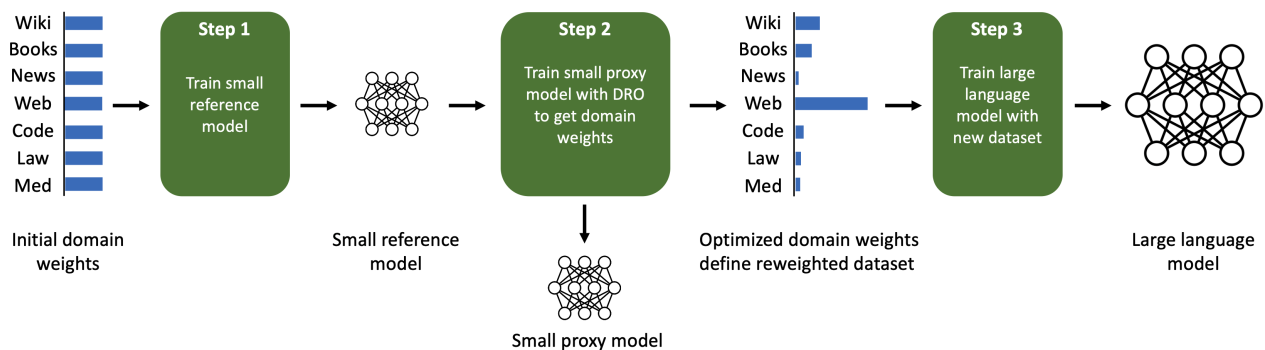 Wiki
Books
News
Web
Code
Law
Med
Initial domain
weights
Step 1
Train small
reference
model
Small reference
model
Step 2
Train small proxy
model with DRO
to get domain
weights
Small proxy model
Wiki
Books
News
Web
Code
Law
Med
Optimized domain weights
define reweighted dataset
Step 3
Train large
language
model with
new dataset
Large language
model